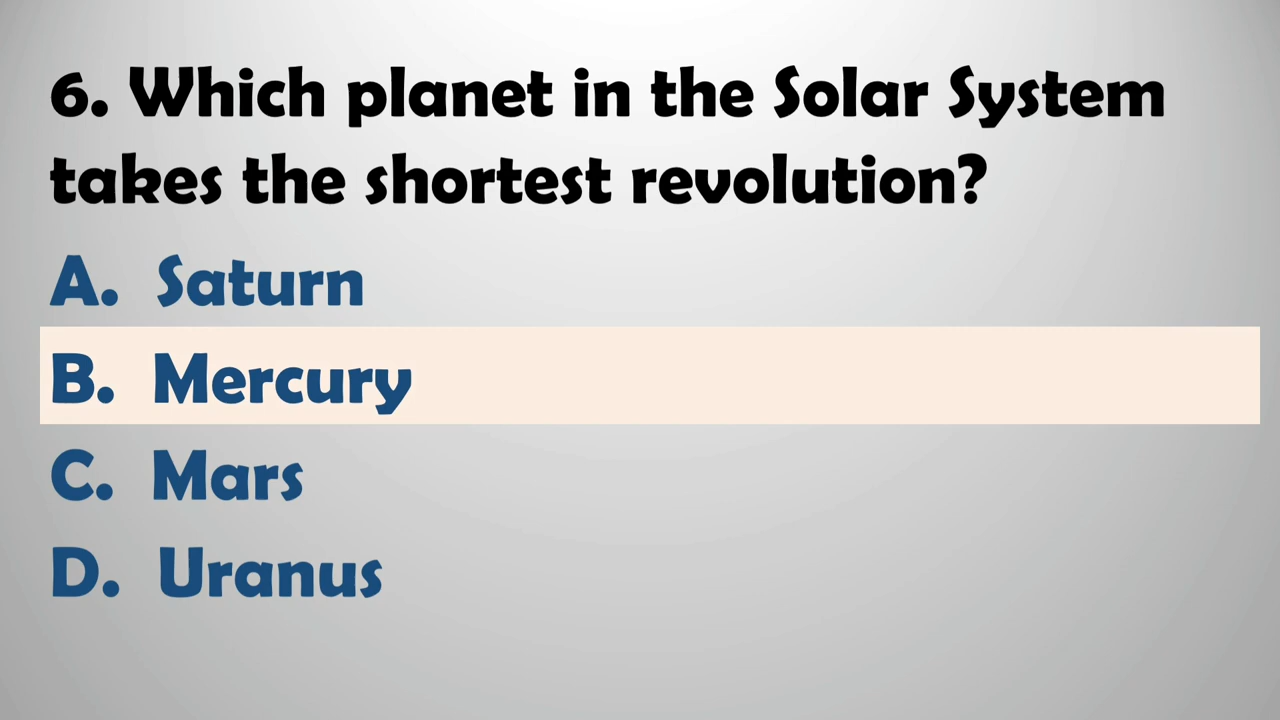 6. Which planet in the Solar System
takes the shortest revolution?
A. Saturn
B. Mercury
C. Mars
D. Uranus